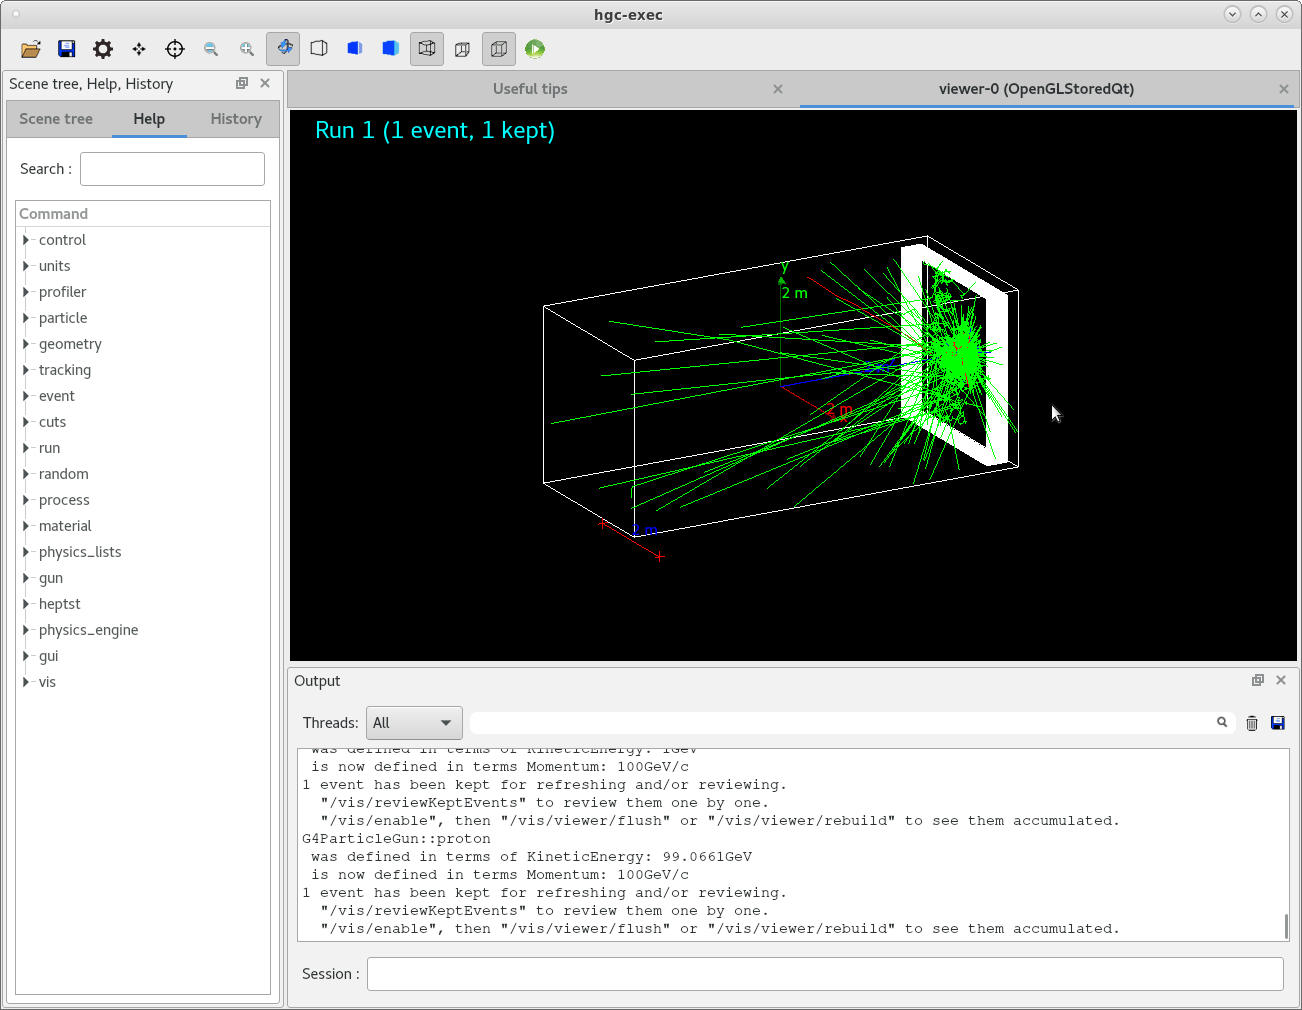 hgc-exec
Scene tree, Help, History
Scene tree Help History
Search :
Command
control
units
profiler
particle
geometry
tracking
event
cuts
run
random
process
material
physics_lists
gun
heptst
physics_engine
gui
vis
Useful tips
viewer-0 (OpenGLStoredQt)
Run 1 (1 event, 1 kept)
y
2 m
2 m
2 m
Output
Threads: All
was defined in terms of KineticEnergy: 1GeV
is now defined in terms Momentum: 100GeV/c
1 event has been kept for refreshing and/or reviewing.
"/vis/reviewKeptEvents" to review them one by one.
"/vis/enable", then "/vis/viewer/flush" or "/vis/viewer/rebuild" to see them accumulated.
G4ParticleGun::proton
was defined in terms of KineticEnergy: 99.0661GeV
is now defined in terms Momentum: 100GeV/c
1 event has been kept for refreshing and/or reviewing.
"/vis/reviewKeptEvents" to review them one by one.
"/vis/enable", then "/vis/viewer/flush" or "/vis/viewer/rebuild" to see them accumulated.
Session :